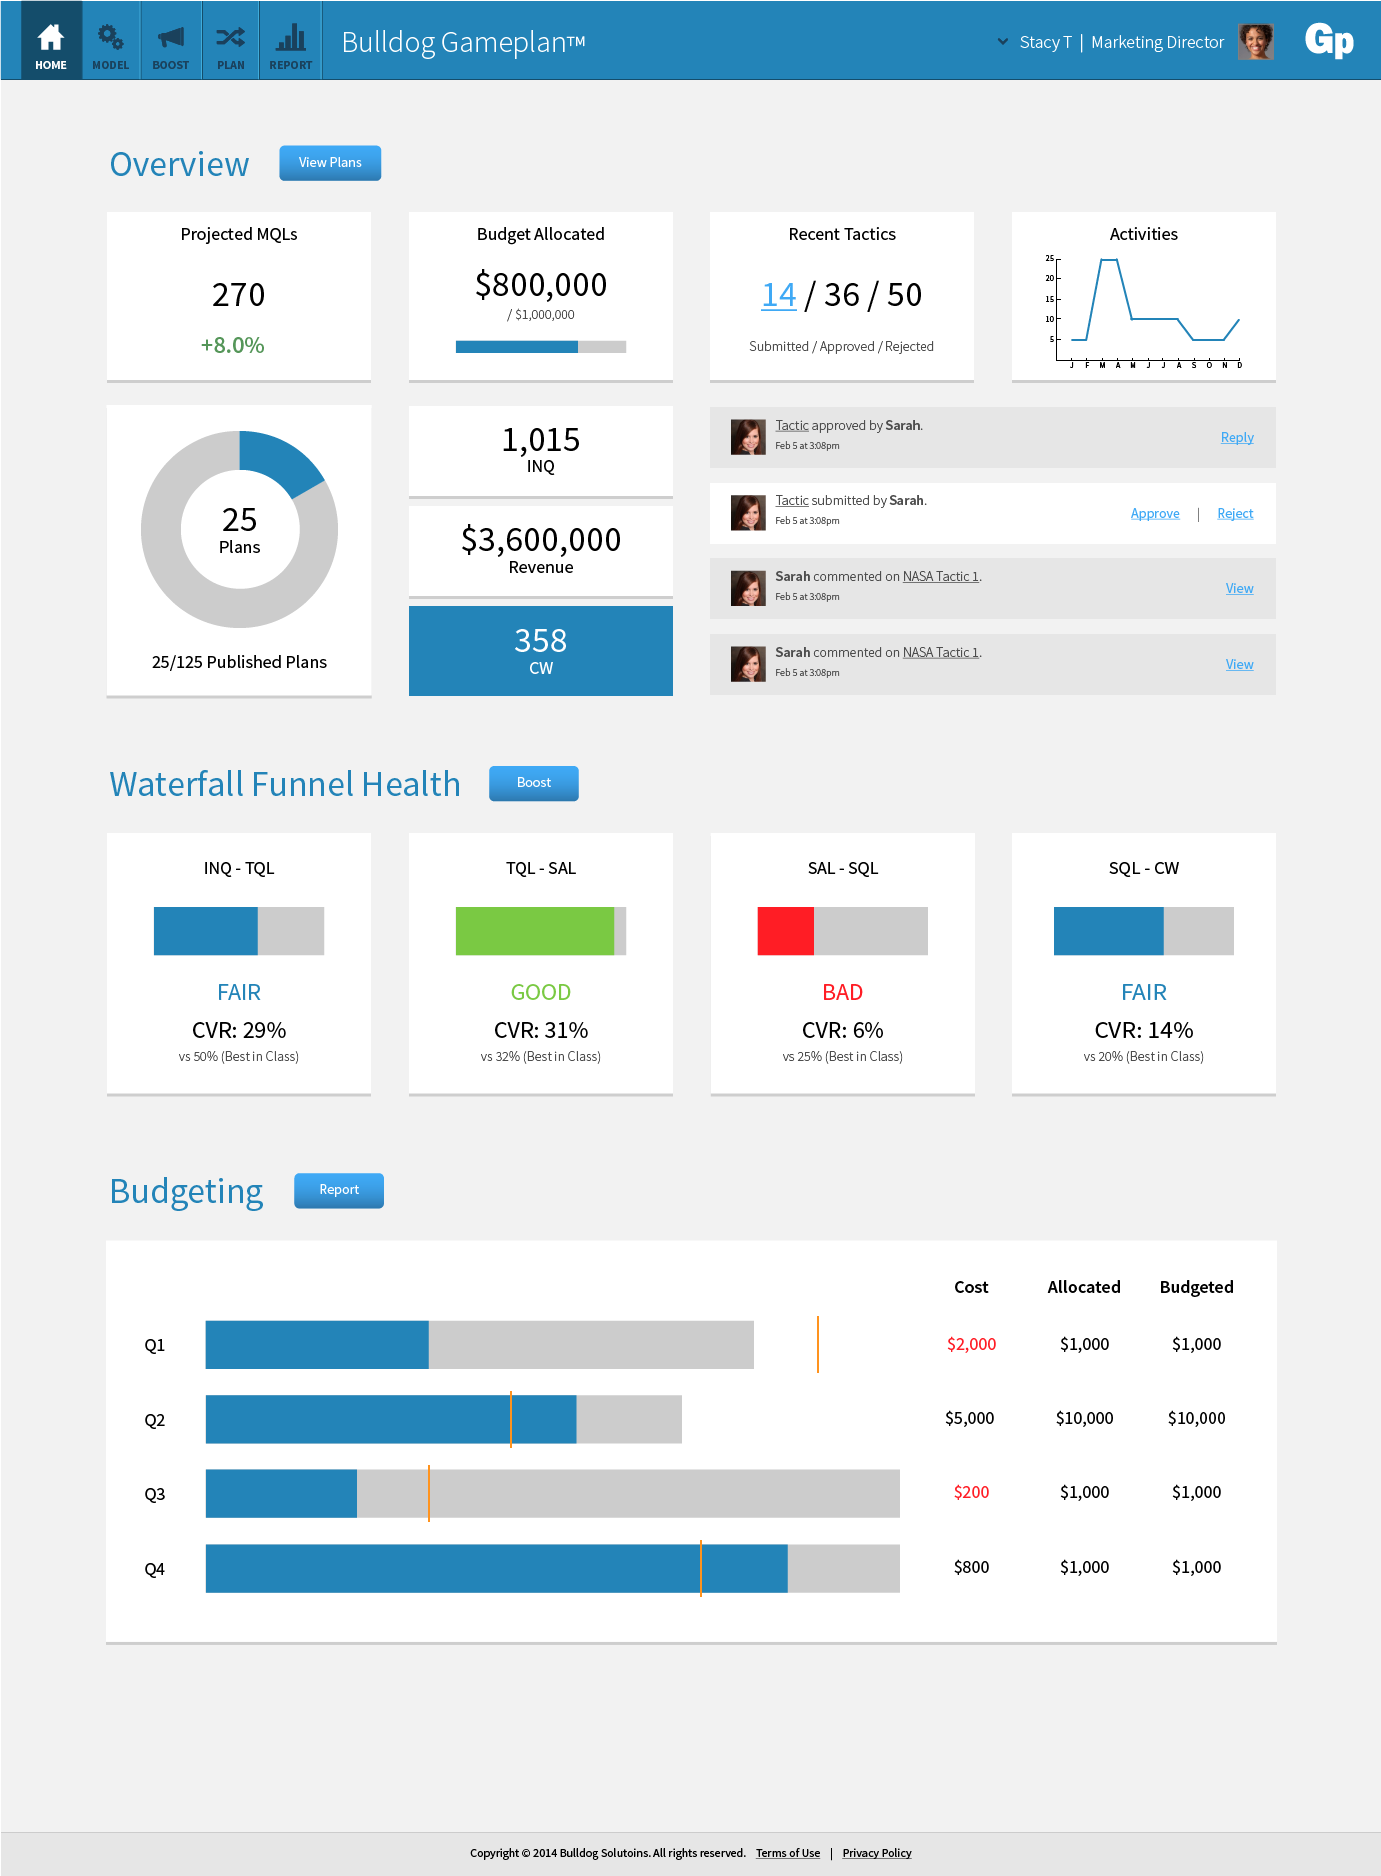 HOME
MODEL
BOOST
PLAN
REPORT
Bulldog Gameplan™
Stacy T | Marketing Director
Gp
Overview
View Plans
Projected MQLs
270
+8.0%
Budget Allocated
$800,000
/ $1,000,000
Recent Tactics
14 / 36 / 50
Submitted / Approved / Rejected
Activities
25
20
15
10
5
J F M A M J J A S O N D
25
Plans
25/125 Published Plans
1,015
INQ
$3,600,000
Revenue
358
CW
Tactic approved by Sarah.
Feb 5 at 3:08pm
Reply
Tactic submitted by Sarah.
Feb 5 at 3:08pm
Approve | Reject
Sarah commented on NASA Tactic 1.
Feb 5 at 3:08pm
View
Sarah commented on NASA Tactic 1.
Feb 5 at 3:08pm
View
Waterfall Funnel Health
Boost
INQ - TQL
FAIR
CVR: 29%
vs 50% (Best in Class)
TQL - SAL
GOOD
CVR: 31%
vs 32% (Best in Class)
SAL - SQL
BAD
CVR: 6%
vs 25% (Best in Class)
SQL - CW
FAIR
CVR: 14%
vs 20% (Best in Class)
Budgeting
Report
Cost Allocated Budgeted
Q1 $2,000 $1,000 $1,000
Q2 $5,000 $10,000 $10,000
Q3 $200 $1,000 $1,000
Q4 $800 $1,000 $1,000
Copyright © 2014 Bulldog Solutoins. All rights reserved. Terms of Use | Privacy Policy